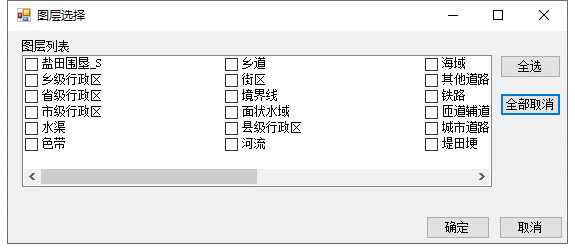 图层选择
图层列表
盐田围垦_S
乡级行政区
省级行政区
市级行政区
水渠
色带
乡道
街区
境界线
面状水域
县级行政区
河流
海域
其他道路
铁路
匝道辅道
城市道路
堤田埂
全选
全部取消
确定
取消